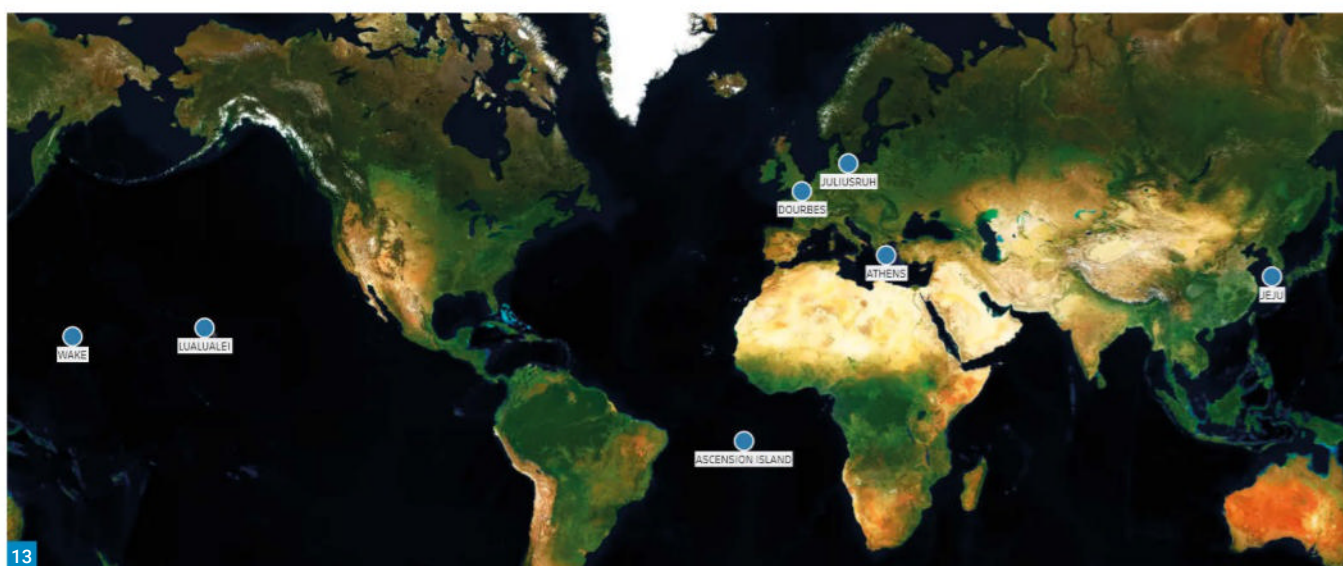 JULIUSRUH
DOURBES
ATHENS
JEJU
WAKE
LUALUALEI
ASCENSION ISLAND
13